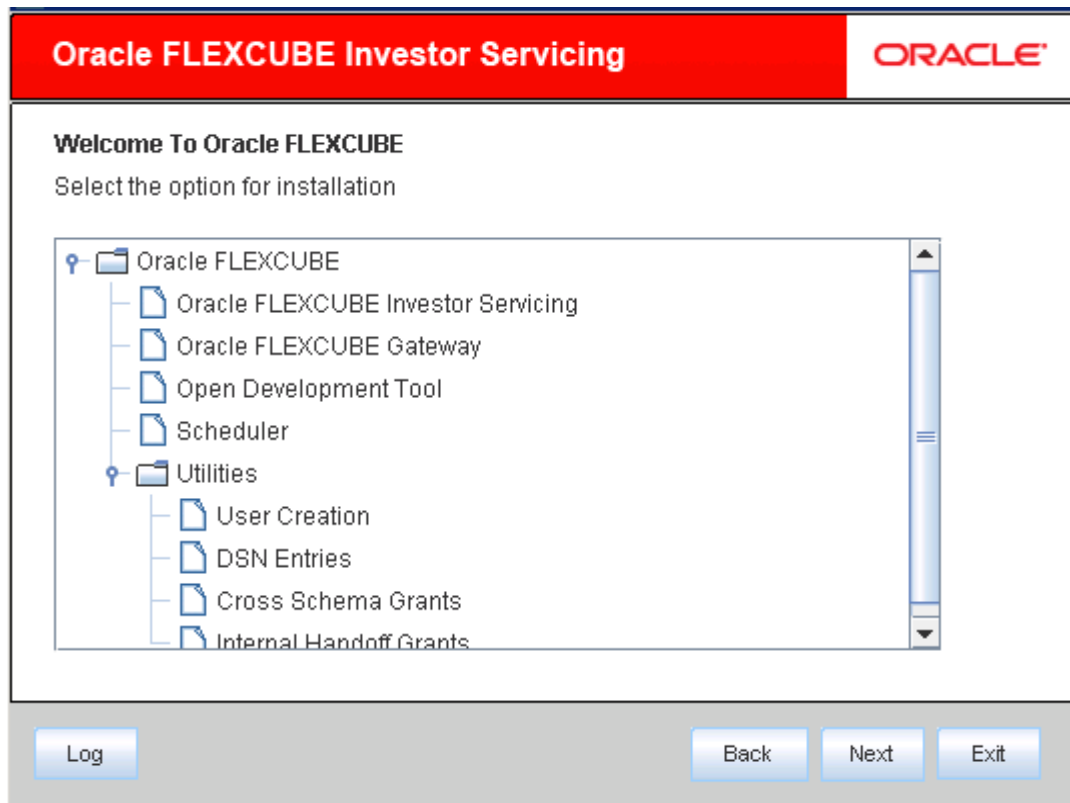 Oracle FLEXCUBE Investor Servicing
ORACLE
Welcome To Oracle FLEXCUBE
Select the option for installation
Oracle FLEXCUBE
Oracle FLEXCUBE Investor Servicing
Oracle FLEXCUBE Gateway
Open Development Tool
Scheduler
Utilities
User Creation
DSN Entries
Cross Schema Grants
Internal Handoff Grants
Log
Back
Next
Exit